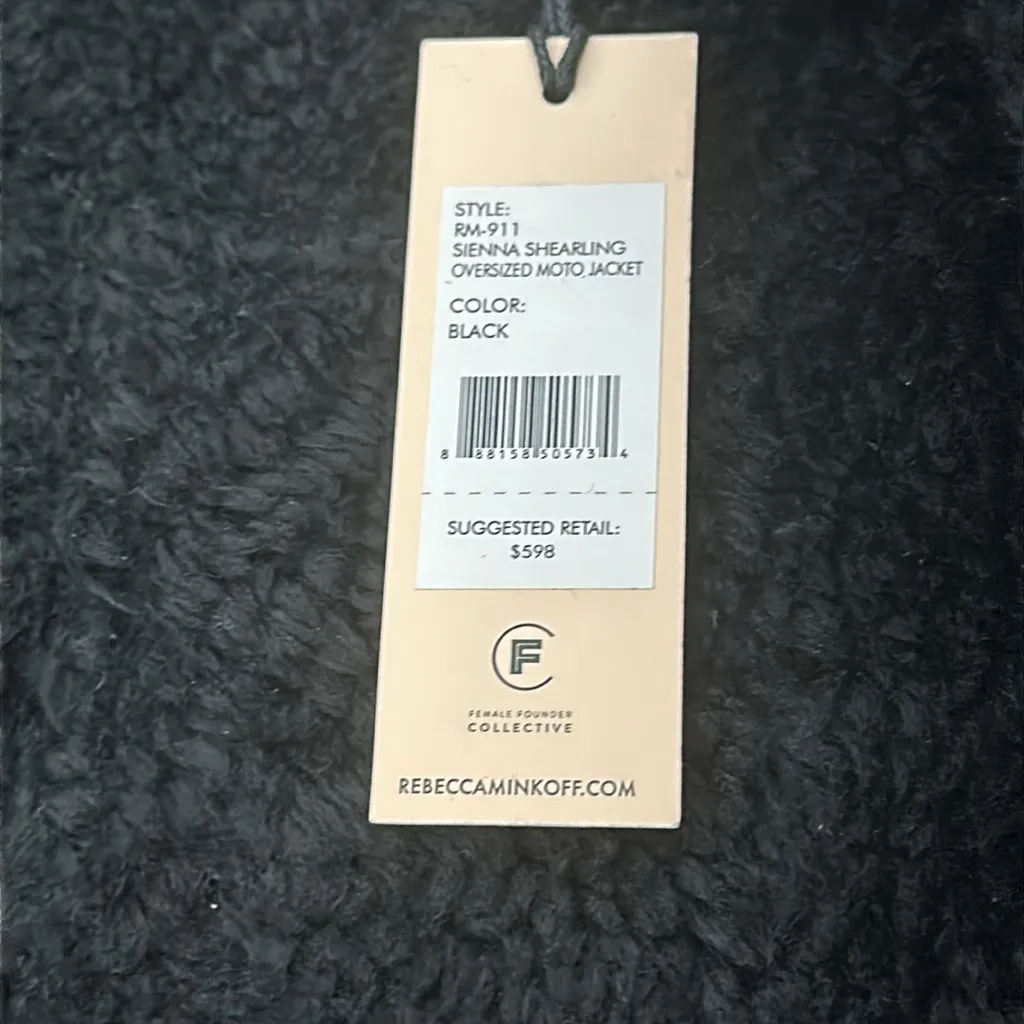 STYLE:
RM-911
SIENNA SHEARLING
OVERSIZED MOTO JACKET
COLOR:
BLACK
8 88158 50573 4
SUGGESTED RETAIL:
$598
CF
FEMALE FOUNDER
COLLECTIVE
REBECCAMINKOFF.COM